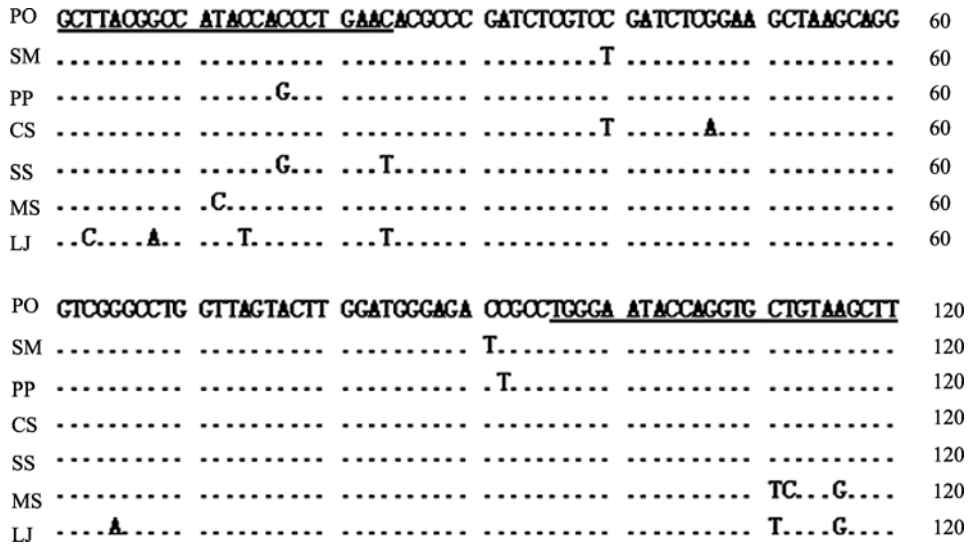 PO GCTTACGGCC ATACCACCCT GAACACGCCC GATCTCGTCC GATCTCGGAA GCTAAGCAGG 60
SM .......... .......... .......... .........T .......... .......... 60
PP .......... ......G... .......... .......... .......... .......... 60
CS .......... .......... .......... .........T ......A... .......... 60
SS .......... ......G... ...T...... .......... .......... .......... 60
MS .......... .C........ .......... .......... .......... .......... 60
LJ ..C....A.. ...T...... ...T...... .......... .......... .......... 60
PO GTCGGGCCTG GTTAGTACTT GGATGGGAGA CCGCCTGGGA ATACCAGGTG CTGTAAGCTT 120
SM .......... .......... .......... T......... .......... .......... 120
PP .......... .......... .......... .T........ .......... .......... 120
CS .......... .......... .......... .......... .......... .......... 120
SS .......... .......... .......... .......... .......... .......... 120
MS .......... .......... .......... .......... .......... TC...G.... 120
LJ ....A..... .......... .......... .......... .......... T....G.... 120